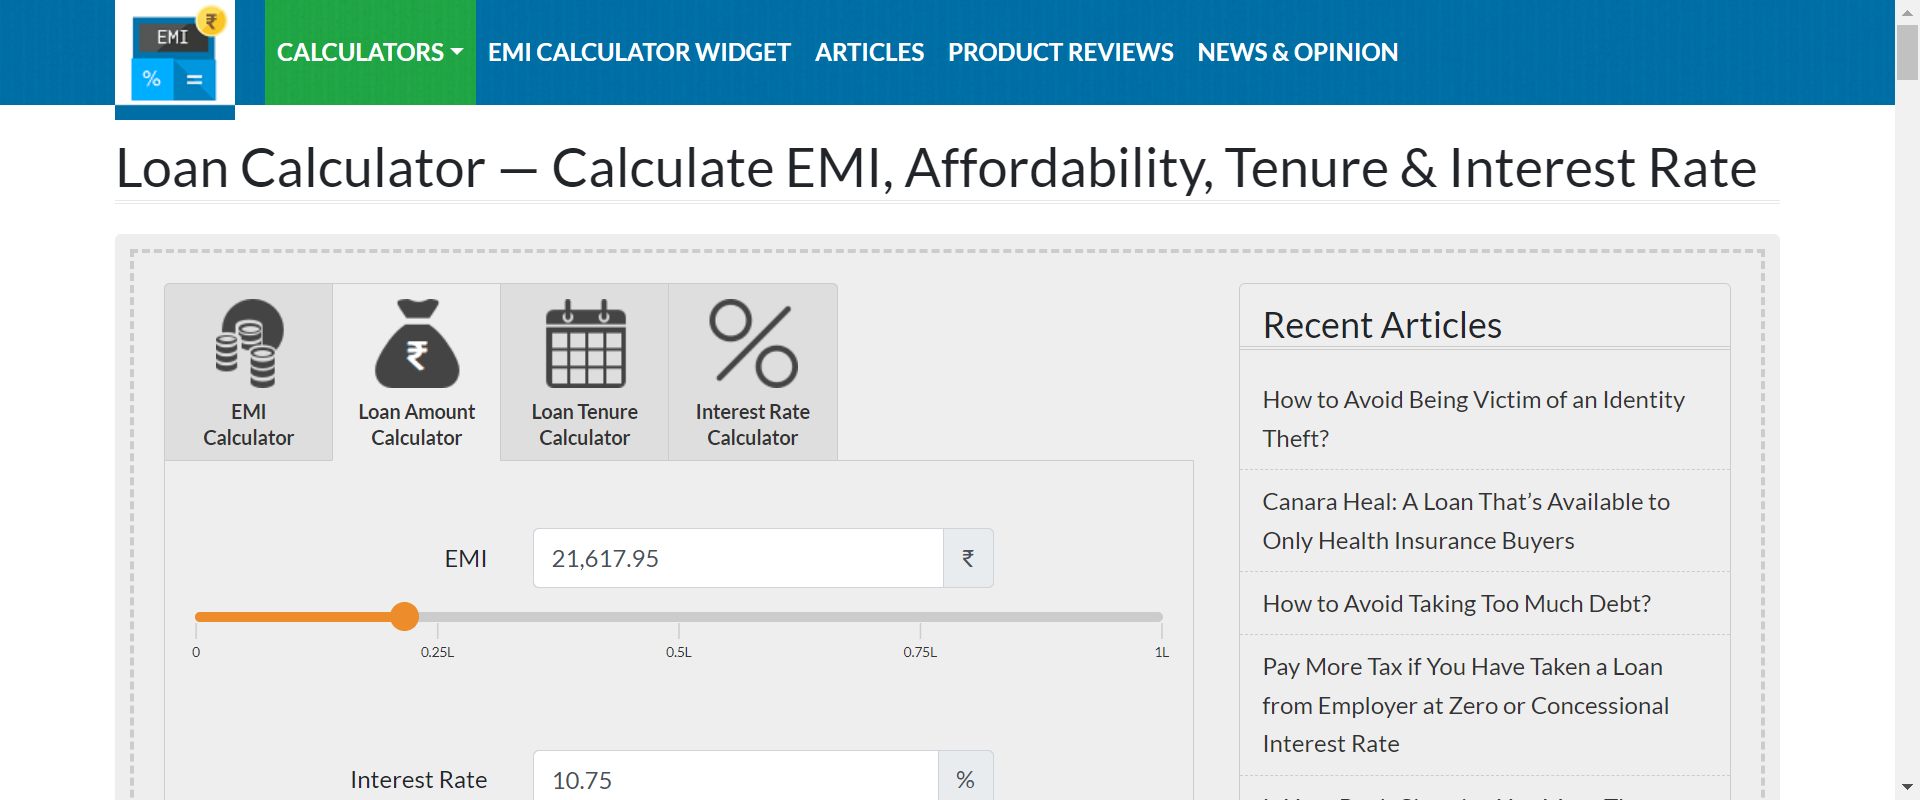 EMI
₹
%
=
CALCULATORS
EMI CALCULATOR WIDGET
ARTICLES
PRODUCT REVIEWS
NEWS & OPINION
Loan Calculator — Calculate EMI, Affordability, Tenure & Interest Rate
EMI
Calculator
₹
Loan Amount
Calculator
Loan Tenure
Calculator
Interest Rate
Calculator
EMI
21,617.95
₹
0
0.25L
0.5L
0.75L
1L
Interest Rate
10.75
%
Recent Articles
How to Avoid Being Victim of an Identity
Theft?
Canara Heal: A Loan That’s Available to
Only Health Insurance Buyers
How to Avoid Taking Too Much Debt?
Pay More Tax if You Have Taken a Loan
from Employer at Zero or Concessional
Interest Rate